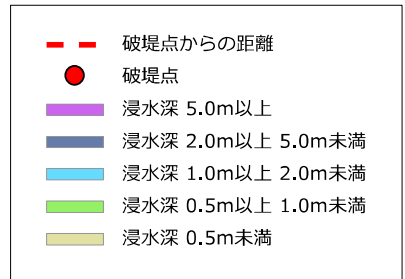 破堤点からの距離
破堤点
浸水深 5.0m以上
浸水深 2.0m以上 5.0m未満
浸水深 1.0m以上 2.0m未満
浸水深 0.5m以上 1.0m未満
浸水深 0.5m未満